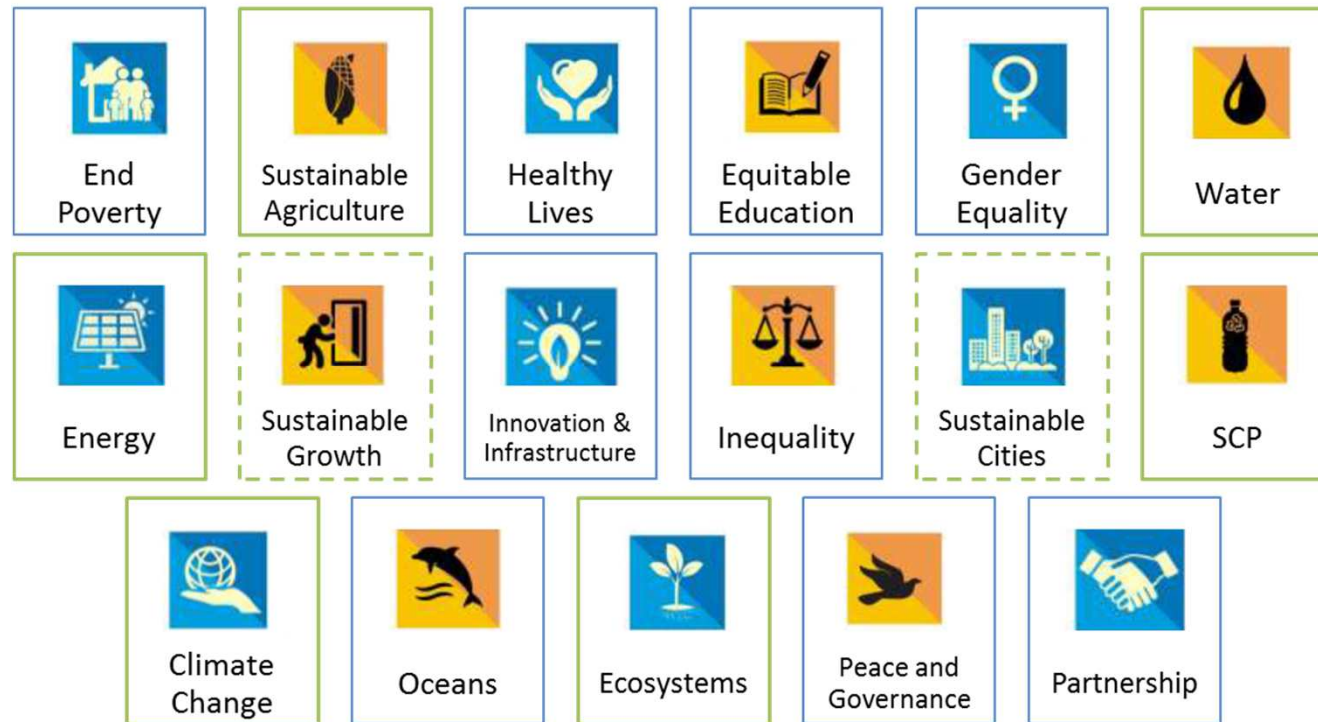 End
Poverty
Sustainable
Agriculture
Healthy
Lives
Equitable
Education
Gender
Equality
Water
Energy
Sustainable
Growth
Innovation &
Infrastructure
Inequality
Sustainable
Cities
SCP
Climate
Change
Oceans
Ecosystems
Peace and
Governance
Partnership